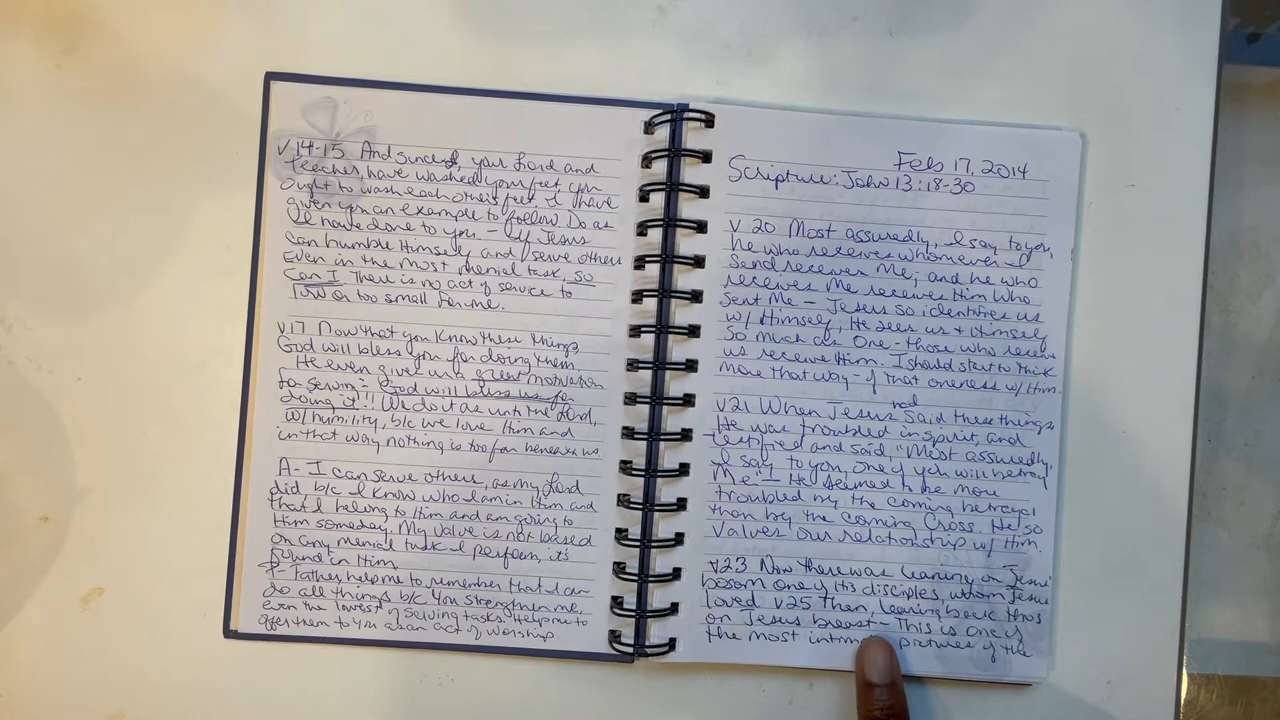 v 14-15 And since I, your Lord and
teacher, have washed your feet you
ought to wash each others feet. I have
given you an example to follow. Do as
I have done to you. - If Jesus
can humble Himself and serve others
Even in the most menial task, so
Can I There is no act of service to
low or too small for me.
v17 Now that you know these things,
God will bless you for doing them.
He even gives us a great motivation
for serving: God will bless us for
doing it!! We do it as unto the Lord,
w/ humility, b/c we love Him and
in that way nothing is too far beneath us.
A- I can serve others, as my Lord
did b/c I know who I am in Him and
that I belong to Him and am going to
Him someday. My value is not based
on any menial task I perform, it's
found in Him.
P- Father help me to remember that I can
do all things b/c You strengthen me,
even the lowest of serving tasks. Help me to
offer them to You as an act of worship.
Feb 17, 2014
Scripture: John 13:18-30
v 20 Most assuredly, I say to you,
he who receives whomever I
send receives Me; and he who
receives Me receives Him Who
sent Me - Jesus so identifies us
w/ Himself, He sees us + Himself
so much as One - those who receive
us receive Him. I should start to think
more that way - of that oneness w/ Him.
v21 When Jesus had said these things
He was troubled in spirit, and
testified and said, "Most assuredly,
I say to you, one of you will betray
Me" - He seemed to be more
troubled by the coming betrayal
than by the coming Cross. He so
values our relationship w/ Him.
v23 Now there was leaning on Jesus'
bosom one of His disciples, whom Jesus
loved v25 Then, leaning back thus
on Jesus breast - This is one of
the most pictures of the